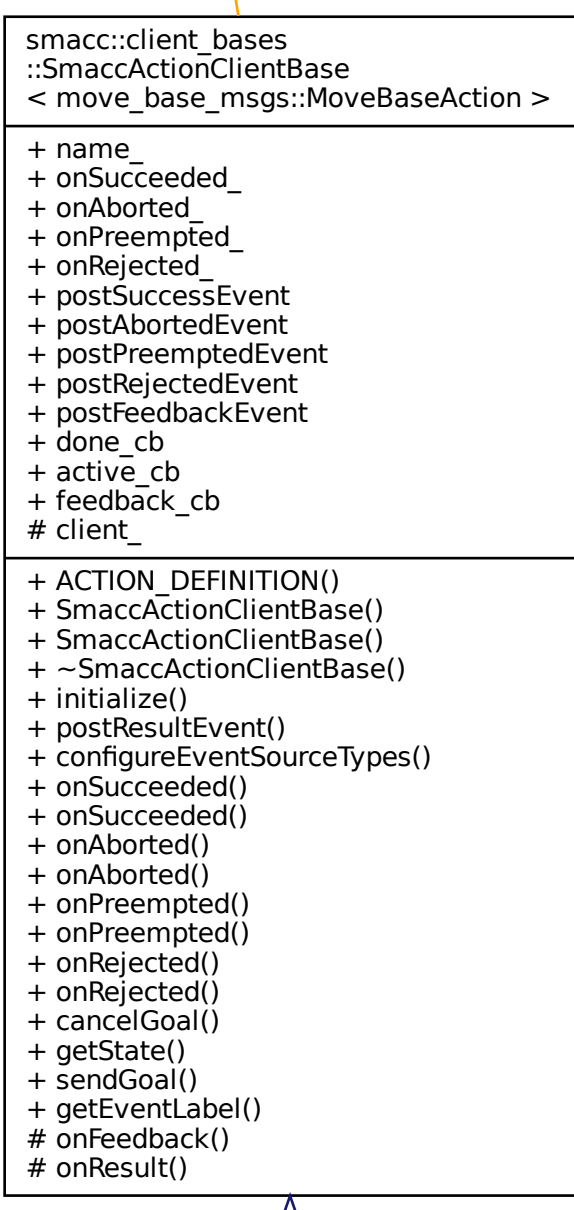 smacc::client_bases
::SmaccActionClientBase
< move_base_msgs::MoveBaseAction >
+ name_
+ onSucceeded_
+ onAborted_
+ onPreempted_
+ onRejected_
+ postSuccessEvent
+ postAbortedEvent
+ postPreemptedEvent
+ postRejectedEvent
+ postFeedbackEvent
+ done_cb
+ active_cb
+ feedback_cb
# client_
+ ACTION_DEFINITION()
+ SmaccActionClientBase()
+ SmaccActionClientBase()
+ ~SmaccActionClientBase()
+ initialize()
+ postResultEvent()
+ configureEventSourceTypes()
+ onSucceeded()
+ onSucceeded()
+ onAborted()
+ onAborted()
+ onPreempted()
+ onPreempted()
+ onRejected()
+ onRejected()
+ cancelGoal()
+ getState()
+ sendGoal()
+ getEventLabel()
# onFeedback()
# onResult()